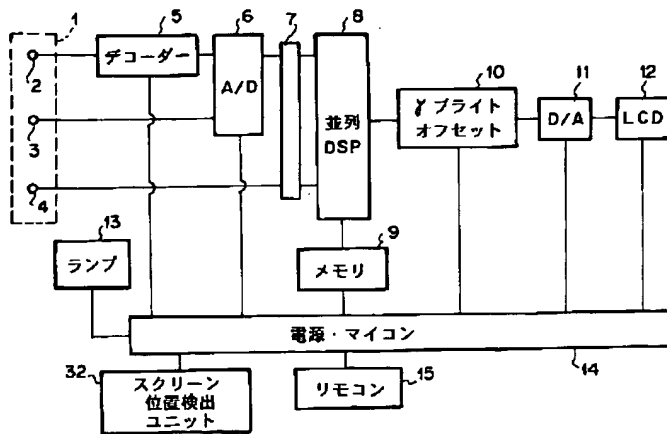 1
5
6
7
8
2
デコーダー
A/D
3
4
並列
DSP
10
γブライト
オフセット
11
D/A
12
LCD
13
ランプ
9
メモリ
電源・マイコン
14
32
スクリーン
位置検出
ユニット
リモコン
15